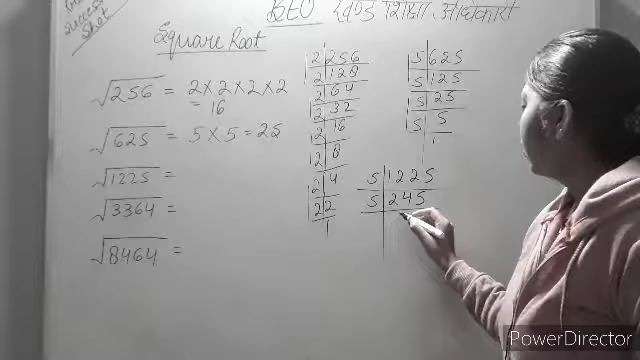 Success
Shot
BEO खण्ड शिक्षा अधिकारी
Square Root
√256 = 2×2×2×2
= 16
√625 = 5×5=25
√1225 =
√3364 =
√8464 =
2 256
2 128
2 64
2 32
2 16
2 8
2 4
2 2
1
5 625
5 125
5 25
5 5
1
5 1225
5 245
PowerDirector